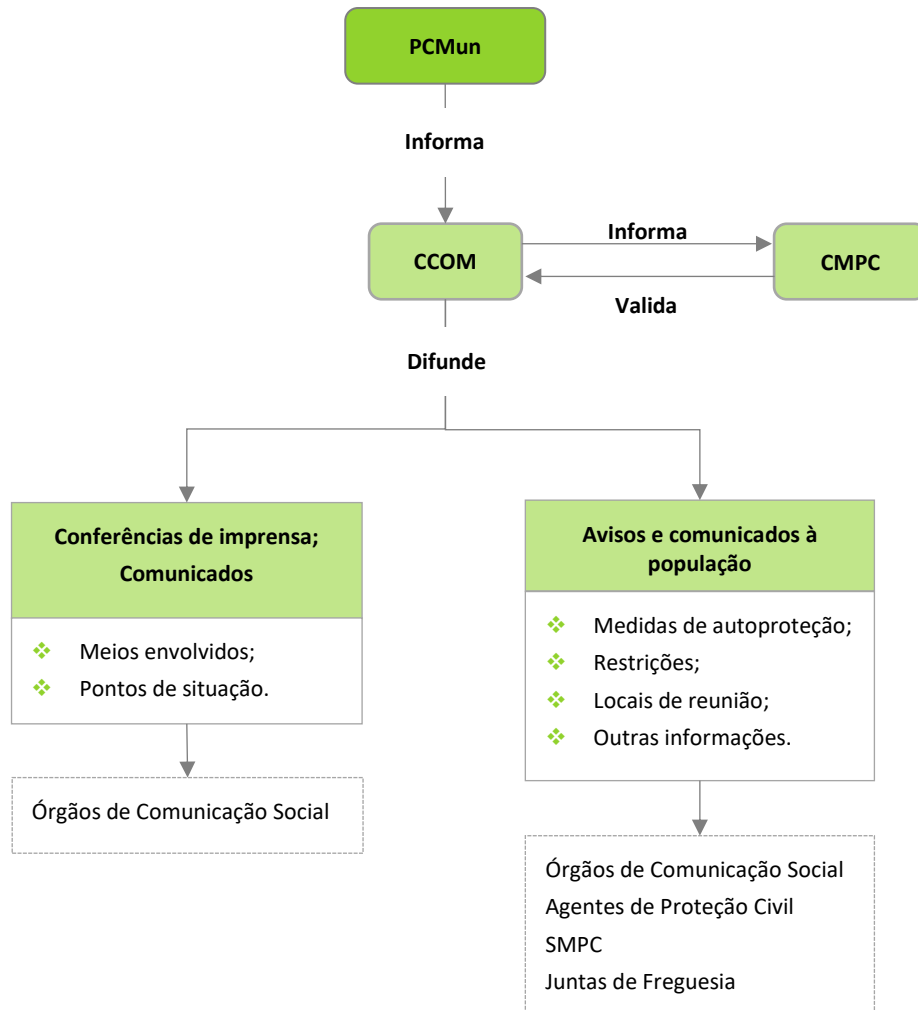 PCMun
Informa
Informa
CCOM
CMPC
Valida
Difunde
Conferências de imprensa;
Comunicados
Meios envolvidos;
Pontos de situação.
Órgãos de Comunicação Social
Avisos e comunicados à
população
Medidas de autoproteção;
Restrições;
Locais de reunião;
Outras informações.
Órgãos de Comunicação Social
Agentes de Proteção Civil
SMPC
Juntas de Freguesia